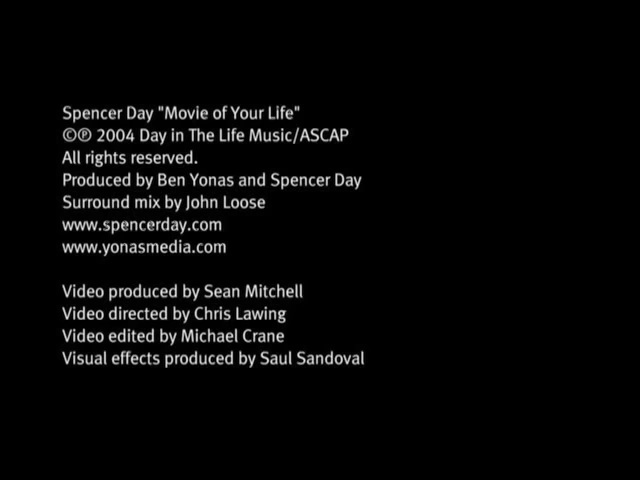 Spencer Day "Movie of Your Life"
©℗ 2004 Day in The Life Music/ASCAP
All rights reserved.
Produced by Ben Yonas and Spencer Day
Surround mix by John Loose
www.spencerday.com
www.yonasmedia.com
Video produced by Sean Mitchell
Video directed by Chris Lawing
Video edited by Michael Crane
Visual effects produced by Saul Sandoval